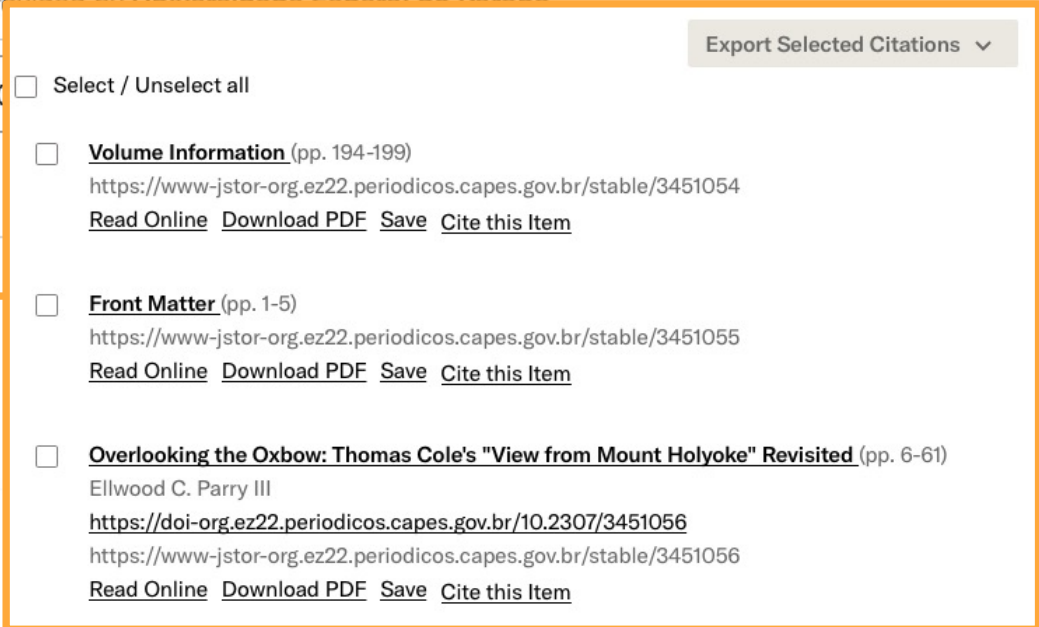 Export Selected Citations
Select / Unselect all
Volume Information (pp. 194-199)
https://www-jstor-org.ez22.periodicos.capes.gov.br/stable/3451054
Read Online Download PDF Save Cite this Item
Front Matter (pp. 1-5)
https://www-jstor-org.ez22.periodicos.capes.gov.br/stable/3451055
Read Online Download PDF Save Cite this Item
Overlooking the Oxbow: Thomas Cole's "View from Mount Holyoke" Revisited (pp. 6-61)
Ellwood C. Parry III
https://doi-org.ez22.periodicos.capes.gov.br/10.2307/3451056
https://www-jstor-org.ez22.periodicos.capes.gov.br/stable/3451056
Read Online Download PDF Save Cite this Item